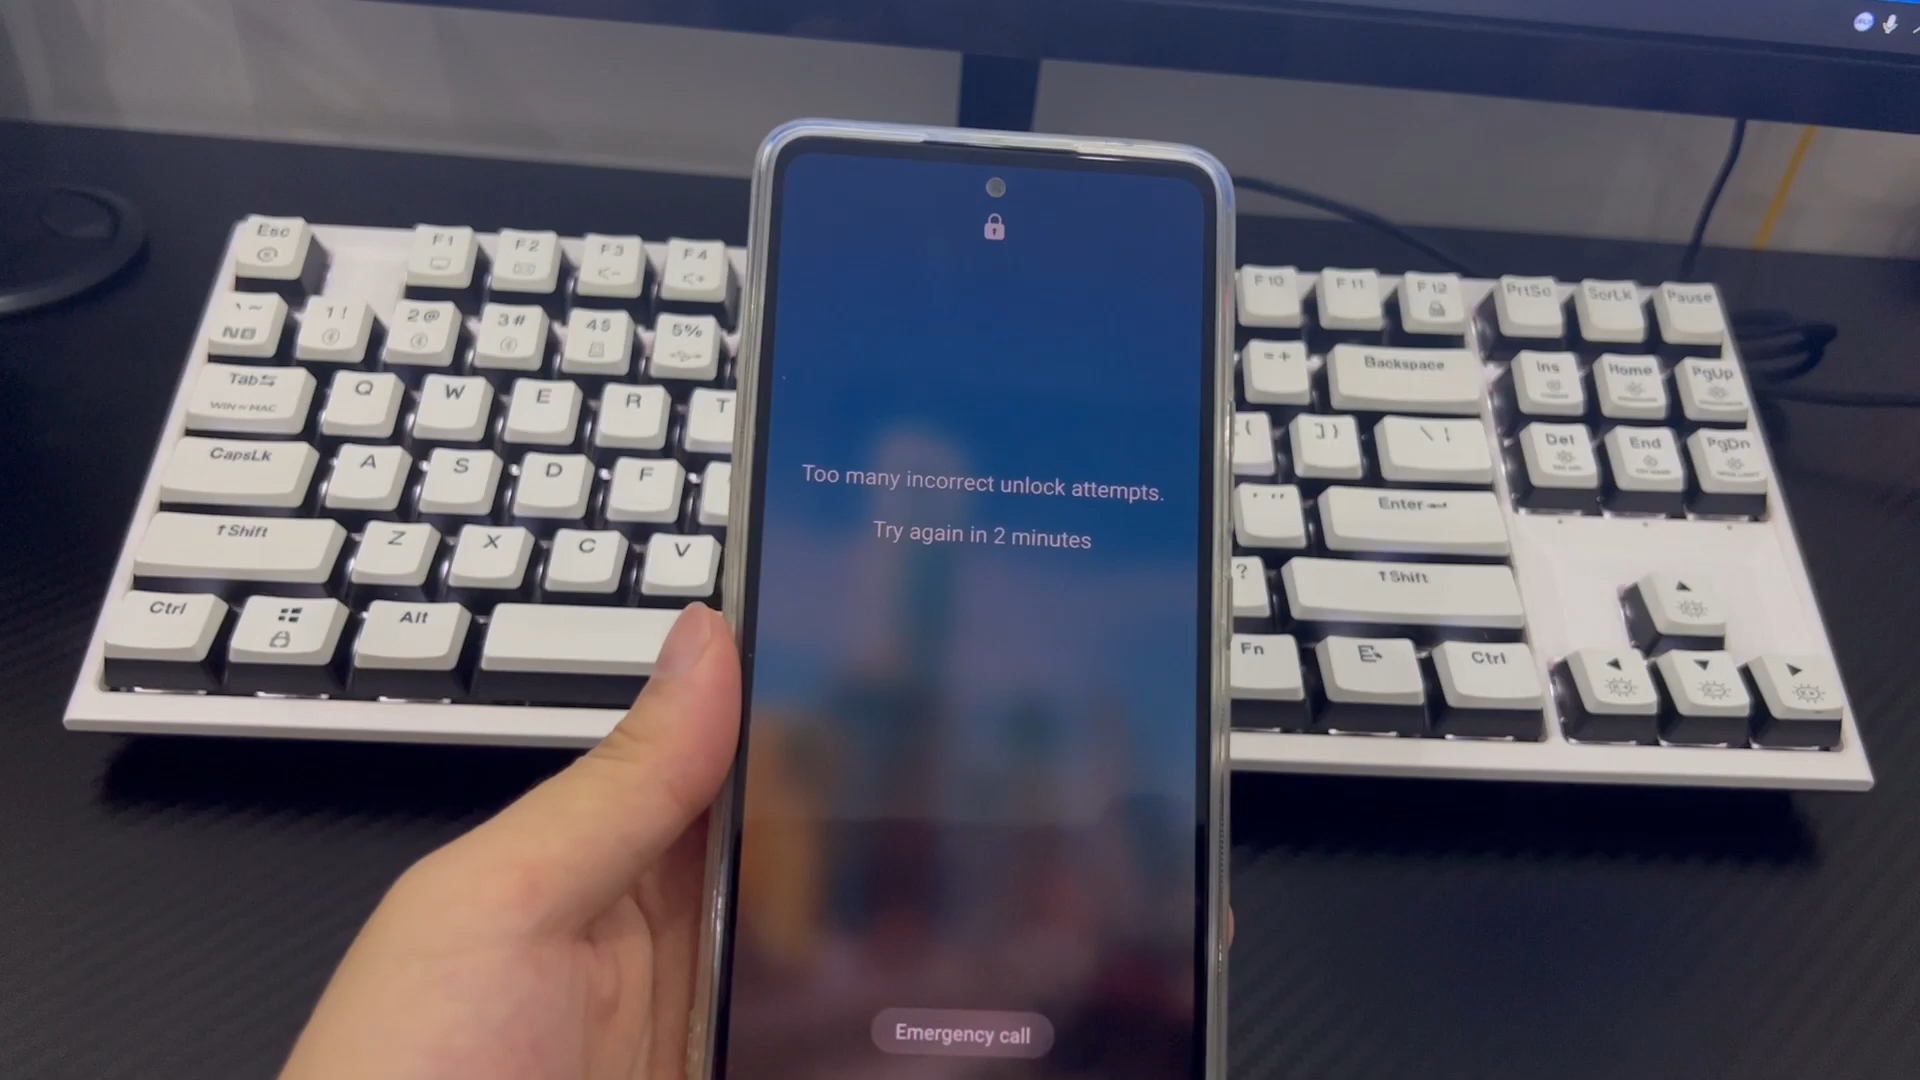 Too many incorrect unlock attempts.
Try again in 2 minutes
Emergency call
Esc
F1
F2
F3
F4
F10
F11
F12
PrtSc
ScrLk
Pause
` ~
1 !
2 @
3 #
4 $
5 %
= +
Backspace
Ins
Home
PgUp
Tab
WIN MAC
Q
W
E
R
T
] }
\ |
Del
End
PgDn
CapsLk
A
S
D
F
' "
Enter
Shift
Z
X
C
V
?
Shift
Ctrl
Alt
Fn
Ctrl